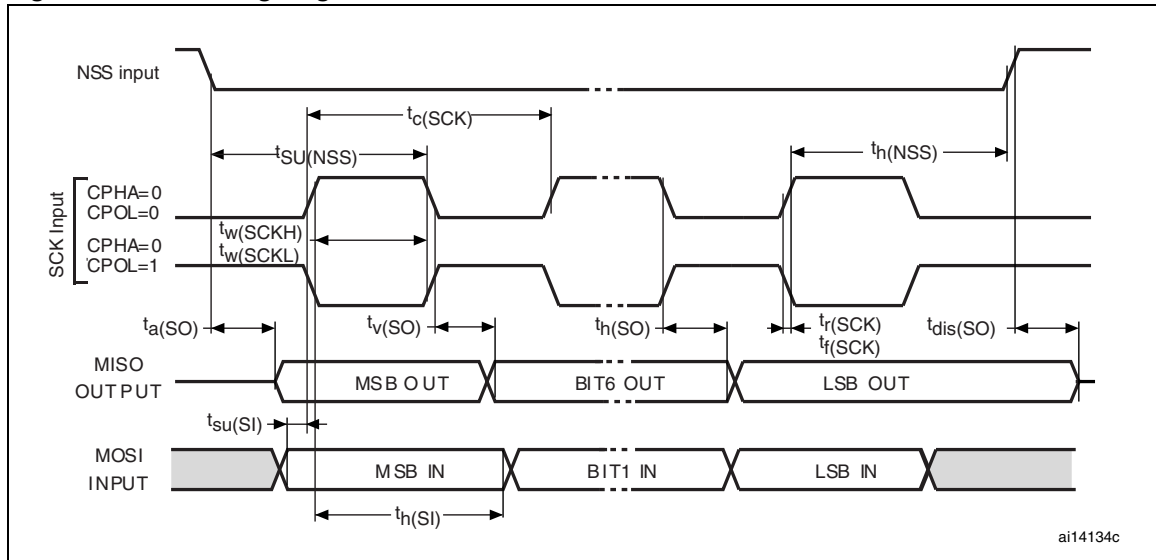 NSS input
tc(SCK)
tSU(NSS)
th(NSS)
SCK Input
CPHA=0
CPOL=0
CPHA=0
CPOL=1
tw(SCKH)
tw(SCKL)
ta(SO)
tv(SO)
th(SO)
tr(SCK)
tf(SCK)
tdis(SO)
MISO
OUTPUT
MSB OUT
BIT6 OUT
LSB OUT
tsu(SI)
MOSI
INPUT
MSB IN
BIT1 IN
LSB IN
th(SI)
ai14134c